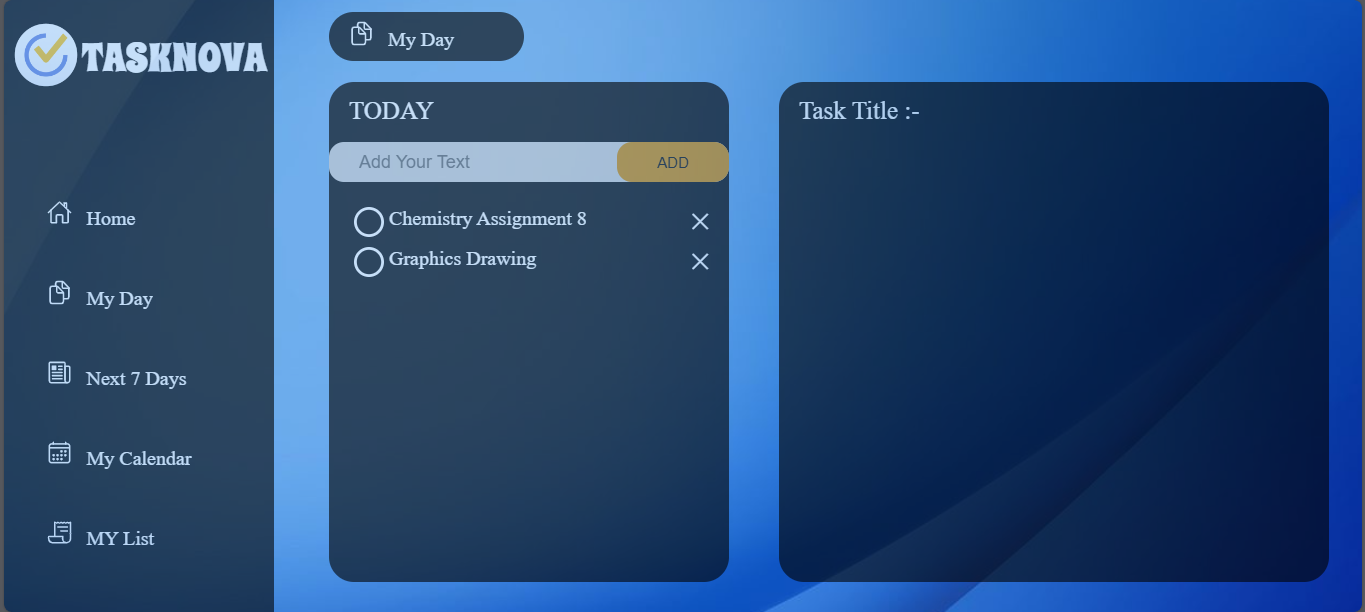 TASKNOVA
Home
My Day
Next 7 Days
My Calendar
MY List
My Day
TODAY
Add Your Text
ADD
Chemistry Assignment 8
Graphics Drawing
Task Title :-